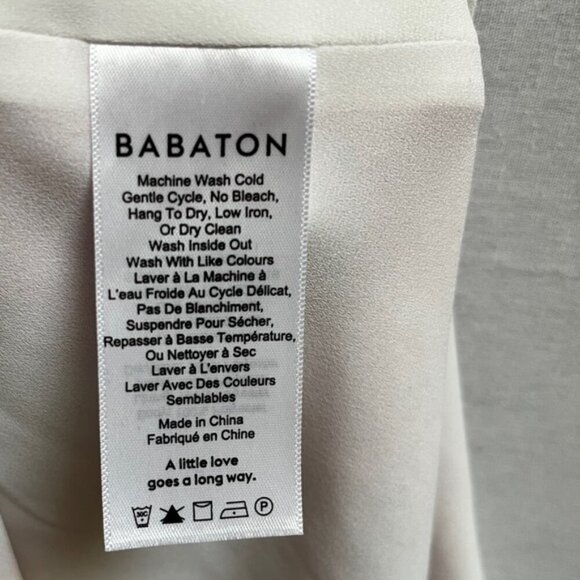 BABATON
Machine Wash Cold
Gentle Cycle, No Bleach,
Hang To Dry, Low Iron,
Or Dry Clean
Wash Inside Out
Wash With Like Colours
Laver à La Machine à
L'eau Froide Au Cycle Délicat,
Pas De Blanchiment,
Suspendre Pour Sécher,
Repasser à Basse Température,
Ou Nettoyer à Sec
Laver à L'envers
Laver Avec Des Couleurs
Semblables
Made in China
Fabriqué en Chine
A little love
goes a long way.
30C P